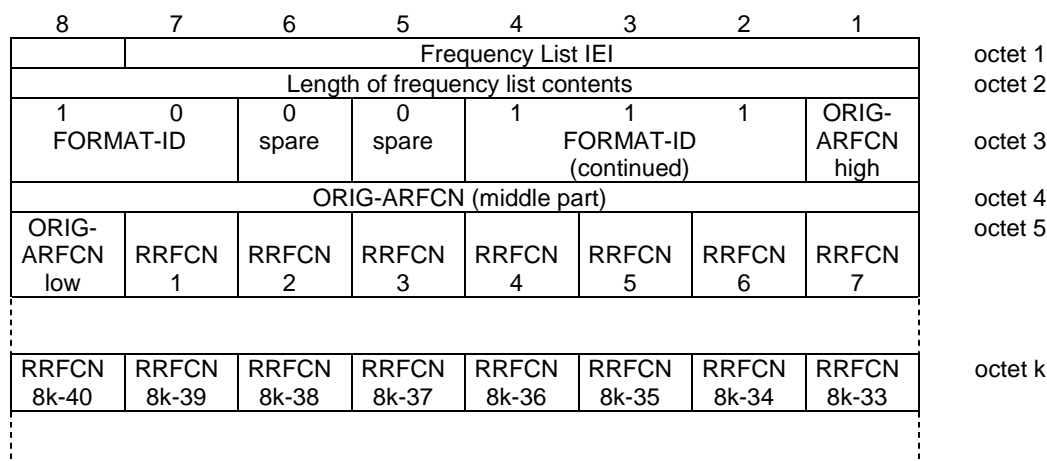 8 7 6 5 4 3 2 1
Frequency List IEI octet 1
Length of frequency list contents octet 2
1 0 0 0 1 1 1 ORIG-
FORMAT-ID spare spare FORMAT-ID ARFCN octet 3
(continued) high
ORIG-ARFCN (middle part) octet 4
ORIG- octet 5
ARFCN RRFCN RRFCN RRFCN RRFCN RRFCN RRFCN RRFCN
low 1 2 3 4 5 6 7
RRFCN RRFCN RRFCN RRFCN RRFCN RRFCN RRFCN RRFCN octet k
8k-40 8k-39 8k-38 8k-37 8k-36 8k-35 8k-34 8k-33